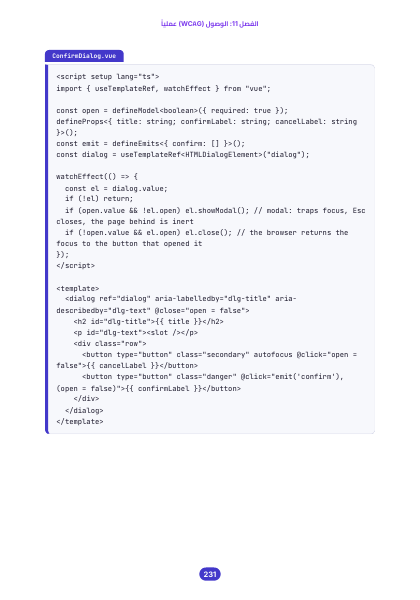 الفصل 11: الوصول (WCAG) عملياً
ConfirmDialog.vue
<script setup lang="ts">
import { useTemplateRef, watchEffect } from "vue";

const open = defineModel<boolean>({ required: true });
defineProps<{ title: string; confirmLabel: string; cancelLabel: string
}>();
const emit = defineEmits<{ confirm: [] }>();
const dialog = useTemplateRef<HTMLDialogElement>("dialog");

watchEffect(() => {
  const el = dialog.value;
  if (!el) return;
  if (open.value && !el.open) el.showModal(); // modal: traps focus, Esc
closes, the page behind is inert
  if (!open.value && el.open) el.close(); // the browser returns the
focus to the button that opened it
});
</script>

<template>
  <dialog ref="dialog" aria-labelledby="dlg-title" aria-
describedby="dlg-text" @close="open = false">
    <h2 id="dlg-title">{{ title }}</h2>
    <p id="dlg-text"><slot /></p>
    <div class="row">
      <button type="button" class="secondary" autofocus @click="open =
false">{{ cancelLabel }}</button>
      <button type="button" class="danger" @click="emit('confirm'),
(open = false)">{{ confirmLabel }}</button>
    </div>
  </dialog>
</template>
231